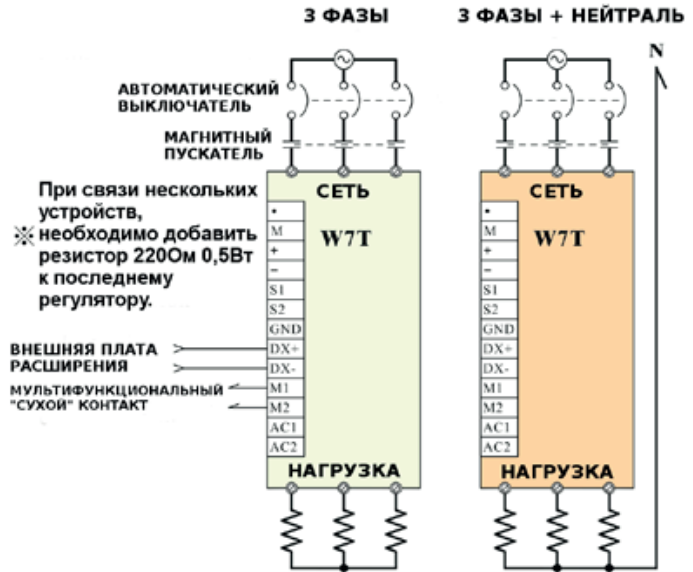 3 ФАЗЫ
3 ФАЗЫ + НЕЙТРАЛЬ
N
АВТОМАТИЧЕСКИЙ
ВЫКЛЮЧАТЕЛЬ
МАГНИТНЫЙ
ПУСКАТЕЛЬ
При связи нескольких
устройств,
※ необходимо добавить
резистор 220Ом 0,5Вт
к последнему
регулятору.
ВНЕШНЯЯ ПЛАТА
РАСШИРЕНИЯ
МУЛЬТИФУНКЦИОНАЛЬНЫЙ
"СУХОЙ" КОНТАКТ
СЕТЬ
W7T
•
M
+
−
S1
S2
GND
DX+
DX-
M1
M2
AC1
AC2
НАГРУЗКА
СЕТЬ
W7T
•
M
+
−
S1
S2
GND
DX+
DX-
M1
M2
AC1
AC2
НАГРУЗКА